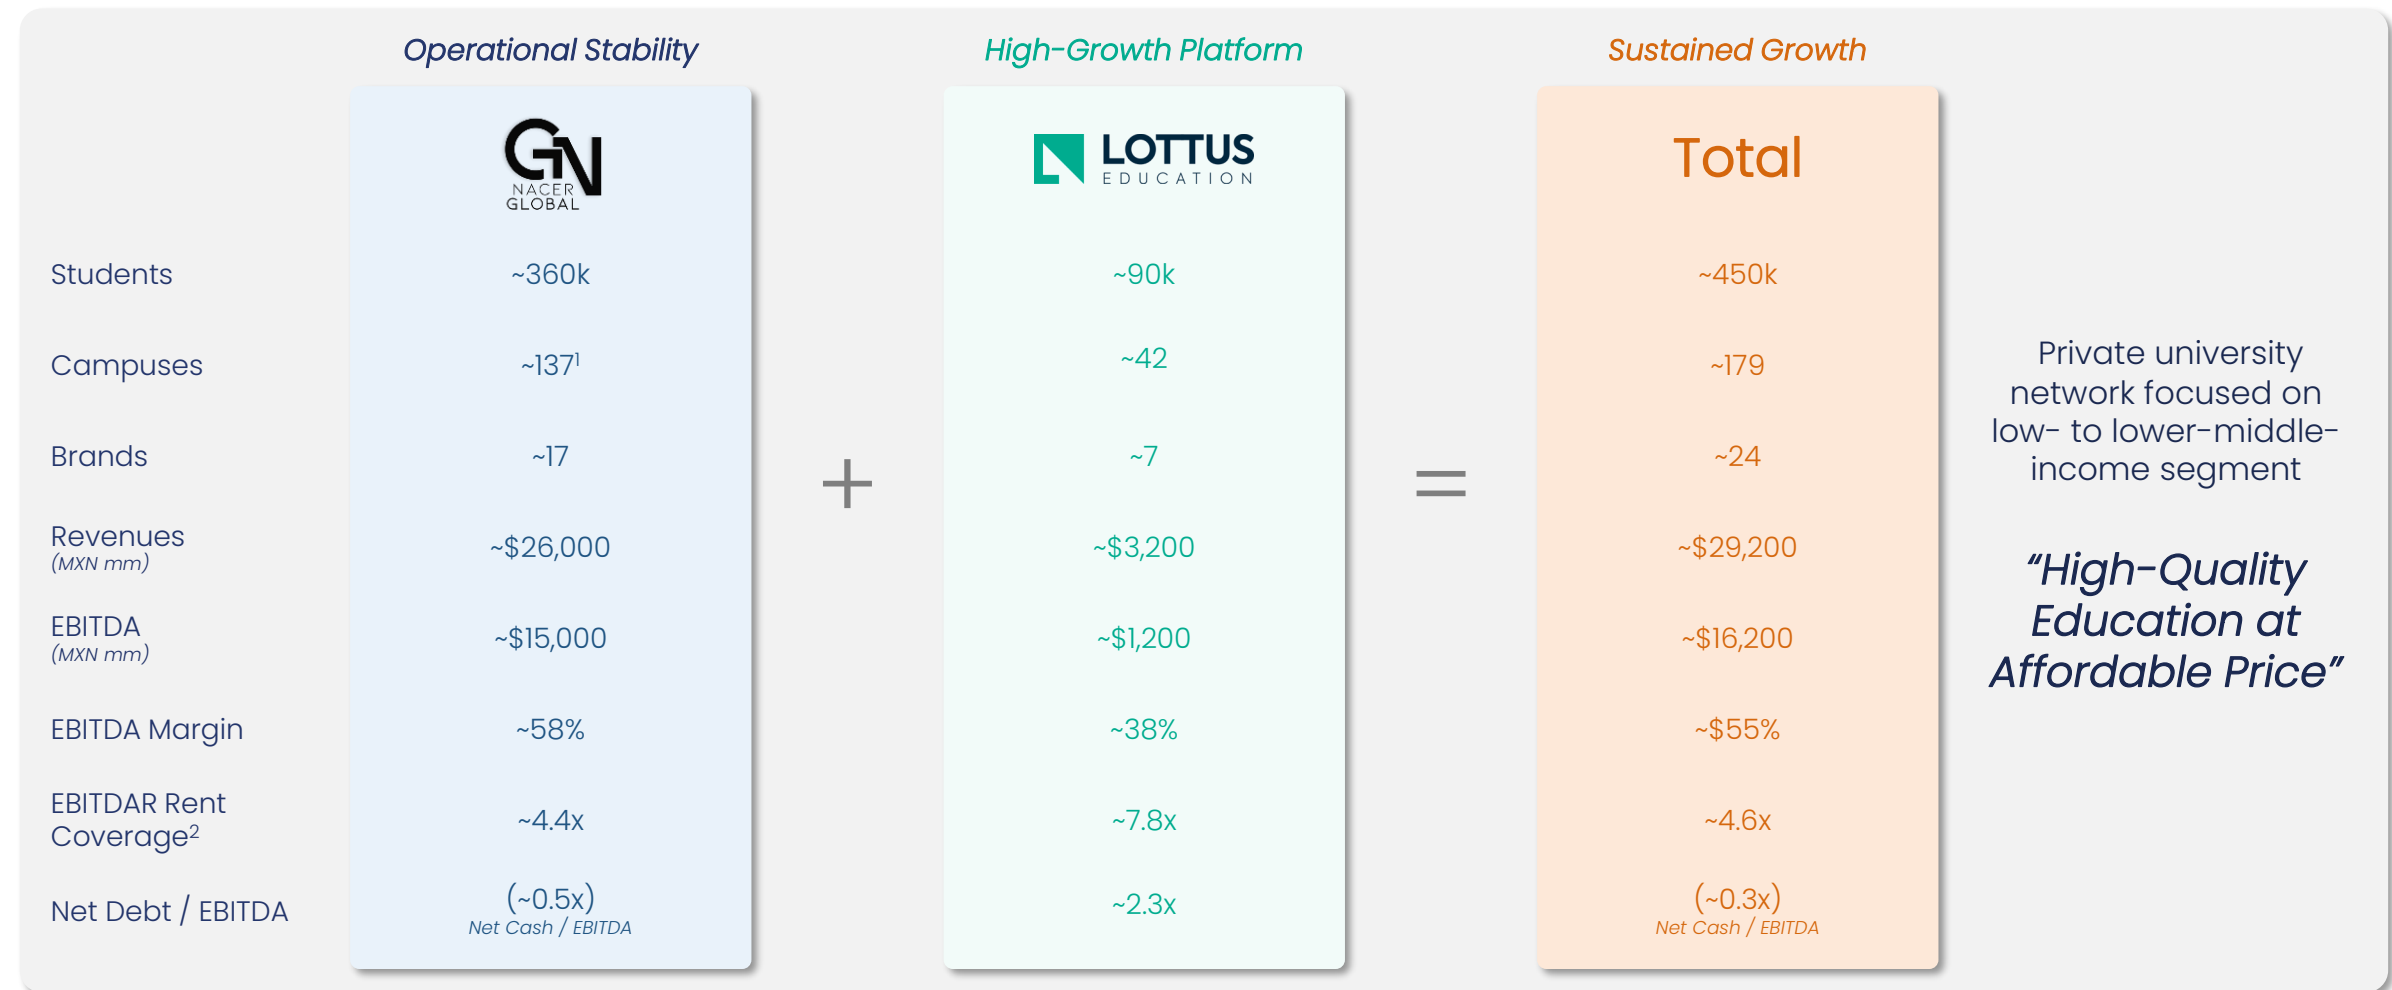 Operational Stability
High-Growth Platform
Sustained Growth
GN
NACER
GLOBAL
LOTTUS
EDUCATION
Total
Students
~360k
~90k
~450k
Campuses
~137¹
~42
~179
Brands
~17
~7
~24
Revenues
(MXN mm)
~$26,000
~$3,200
~$29,200
EBITDA
(MXN mm)
~$15,000
~$1,200
~$16,200
EBITDA Margin
~58%
~38%
~$55%
EBITDAR Rent
Coverage²
~4.4x
~7.8x
~4.6x
Net Debt / EBITDA
(~0.5x)
Net Cash / EBITDA
~2.3x
(~0.3x)
Net Cash / EBITDA
+
=
Private university
network focused on
low- to lower-middle-
income segment
“High-Quality
Education at
Affordable Price”